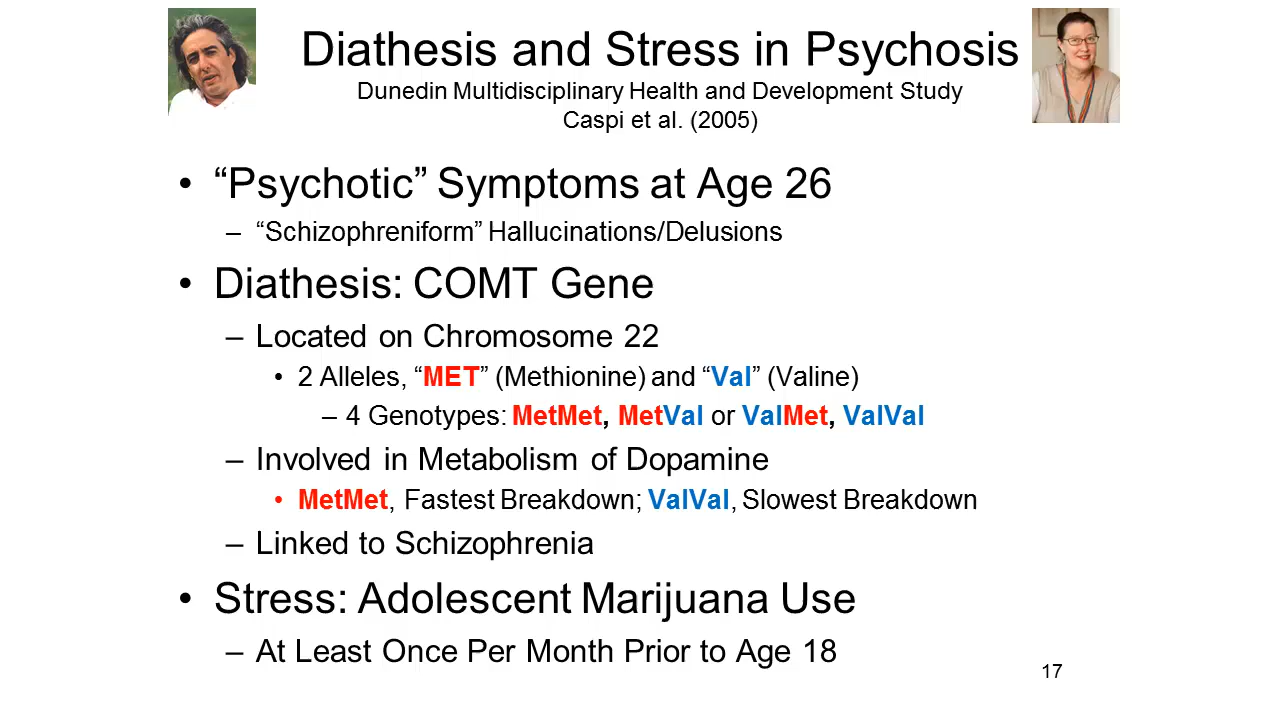 Diathesis and Stress in Psychosis
Dunedin Multidisciplinary Health and Development Study
Caspi et al. (2005)
• “Psychotic” Symptoms at Age 26
– “Schizophreniform” Hallucinations/Delusions
• Diathesis: COMT Gene
– Located on Chromosome 22
• 2 Alleles, “MET” (Methionine) and “Val” (Valine)
– 4 Genotypes: MetMet, MetVal or ValMet, ValVal
– Involved in Metabolism of Dopamine
• MetMet, Fastest Breakdown; ValVal, Slowest Breakdown
– Linked to Schizophrenia
• Stress: Adolescent Marijuana Use
– At Least Once Per Month Prior to Age 18
17